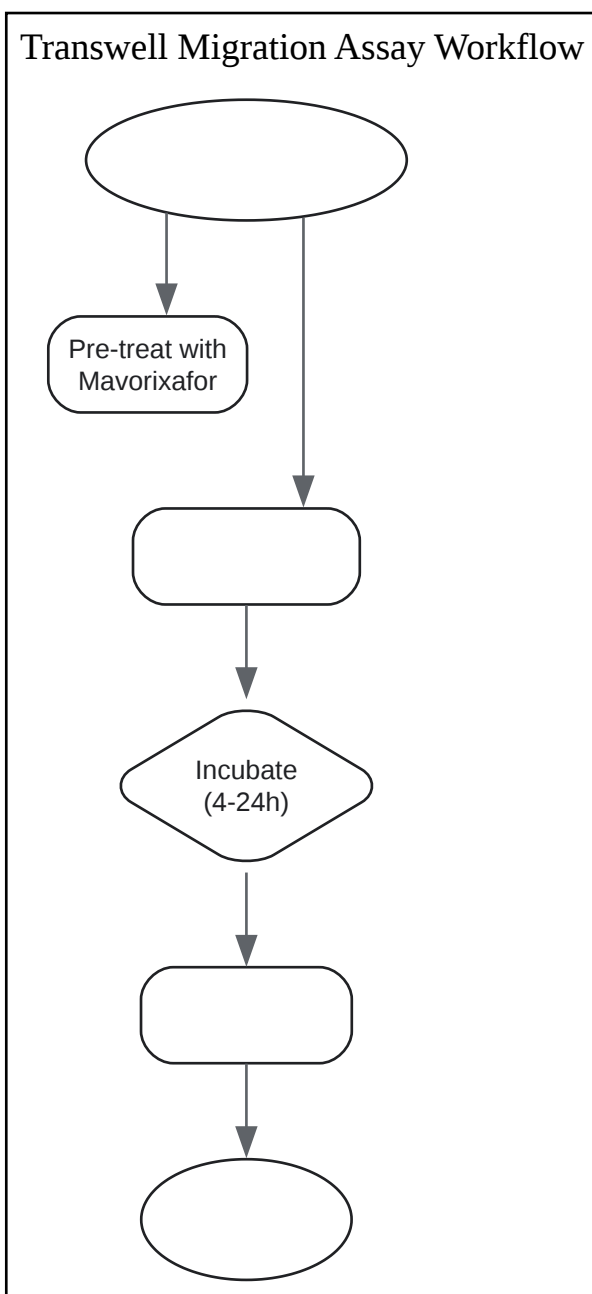 Transwell Migration Assay Workflow
Pre-treat with
Mavorixafor
Incubate
(4-24h)